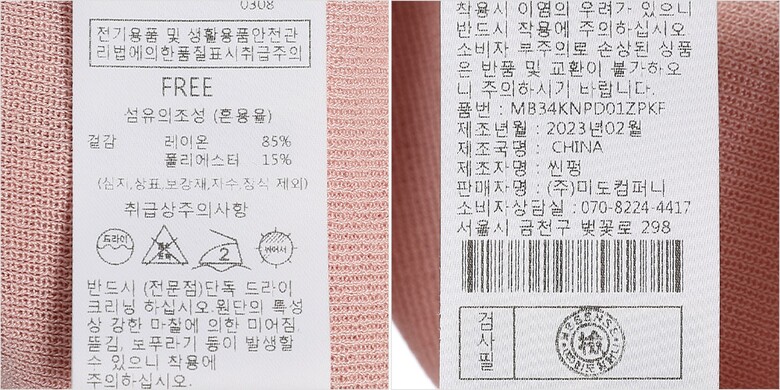 0308
전기용품 및 생활용품안전관
리법에의한품질표시취급주의
FREE
섬유의조성 (혼용율)
겉감 레이온 85%
폴리에스터 15%
(심지,상표,보강재,자수,장식 제외)
취급상주의사항
드라이
2
뉘어서
반드시 (전문점)단독 드라이
크리닝 하십시오.원단의 특성
상 강한 마찰에 의한 미어짐,
뜯김, 보푸라기 등이 발생할
수 있으니 착용에
주의하십시오.
착용시 이염의 우려가 있으니
반드시 착용에 주의하십시오
소비자 부주의로 손상된 상품
은 반품 및 교환이 불가하오
니 주의하시기 바랍니다.
품번 : MB34KNPD01ZPKF
제조년월 : 2023년02월
제조국명 : CHINA
제조자명 : 씬펑
판매자명 : (주)미도컴퍼니
소비자상담실 : 070-8224-4417
서울시 금천구 벚꽃로 298
검사필